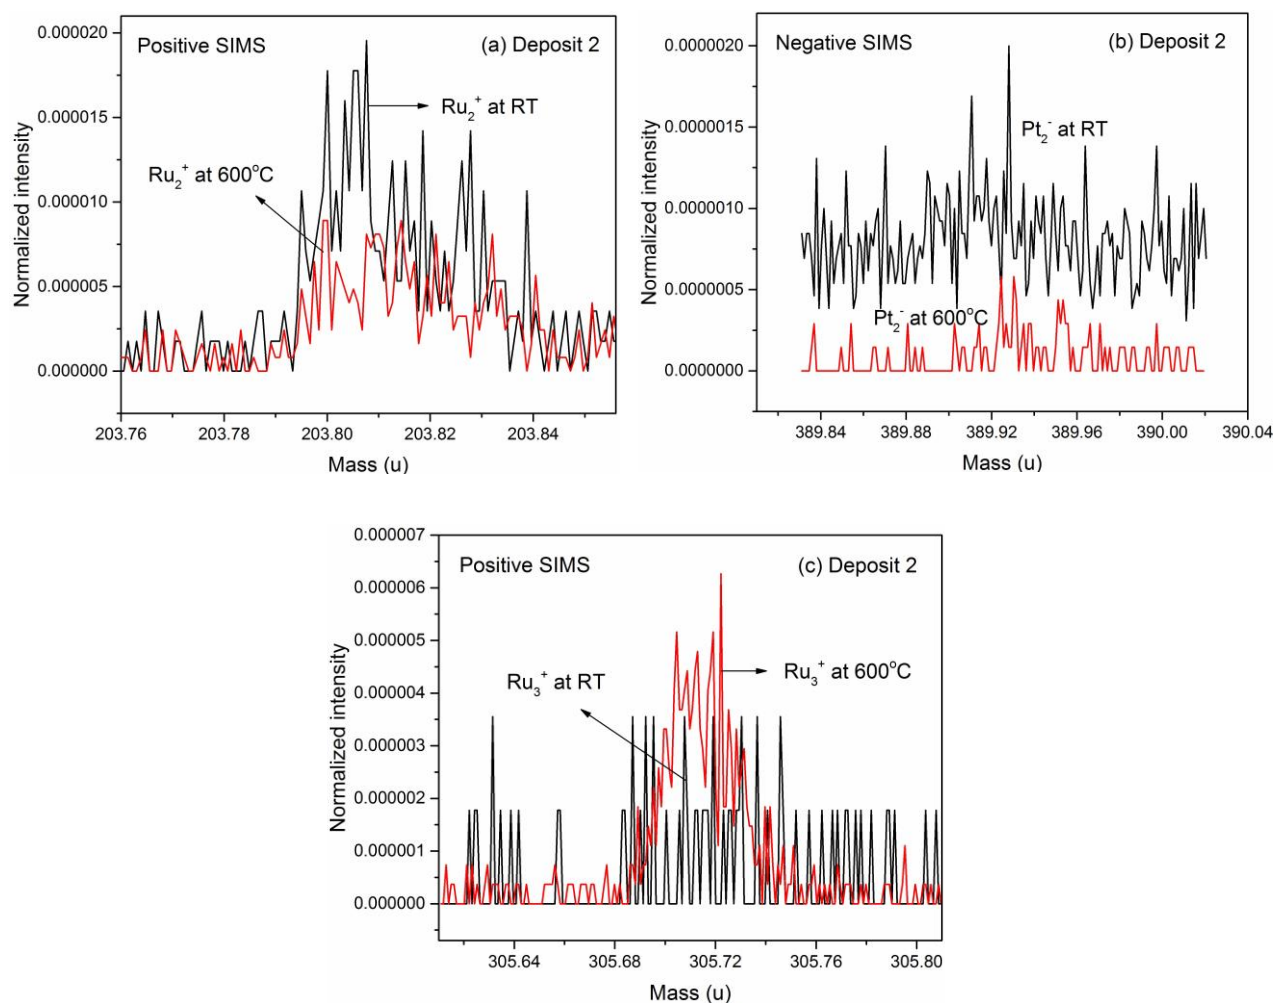 Positive SIMS (a) Deposit 2
Ru2+ at RT
Ru2+ at 600°C
Normalized intensity
0.000020
0.000015
0.000010
0.000005
0.000000
203.76 203.78 203.80 203.82 203.84
Mass (u)
Negative SIMS (b) Deposit 2
Pt2- at RT
Pt2- at 600°C
Normalized intensity
0.0000020
0.0000015
0.0000010
0.0000005
0.0000000
389.84 389.88 389.92 389.96 390.00 390.04
Mass (u)
Positive SIMS (c) Deposit 2
Ru3+ at RT
Ru3+ at 600°C
Normalized intensity
0.000007
0.000006
0.000005
0.000004
0.000003
0.000002
0.000001
0.000000
305.64 305.68 305.72 305.76 305.80
Mass (u)